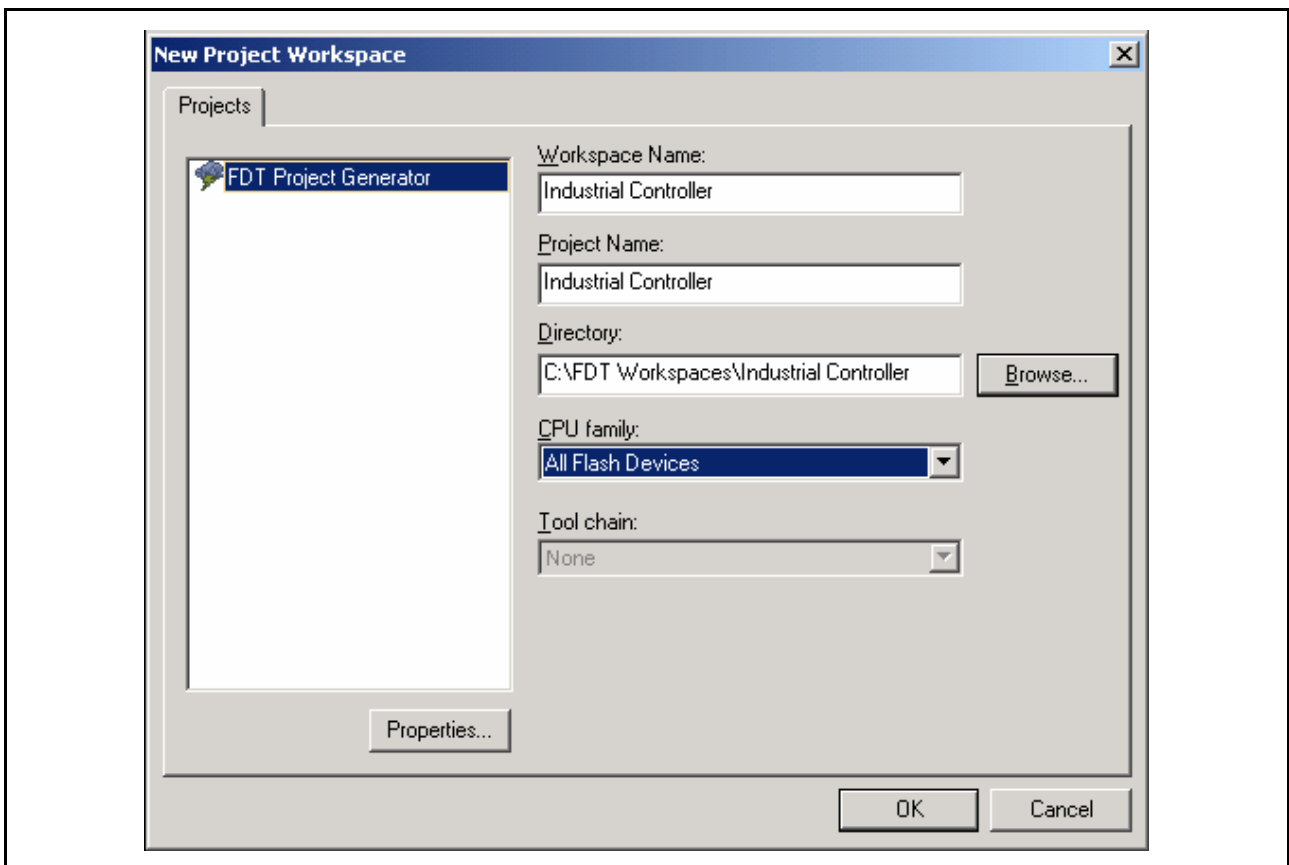 New Project Workspace
Projects
FDT Project Generator
Workspace Name:
Industrial Controller
Project Name:
Industrial Controller
Directory:
C:\FDT Workspaces\Industrial Controller
Browse...
CPU family:
All Flash Devices
Tool chain:
None
Properties...
OK
Cancel